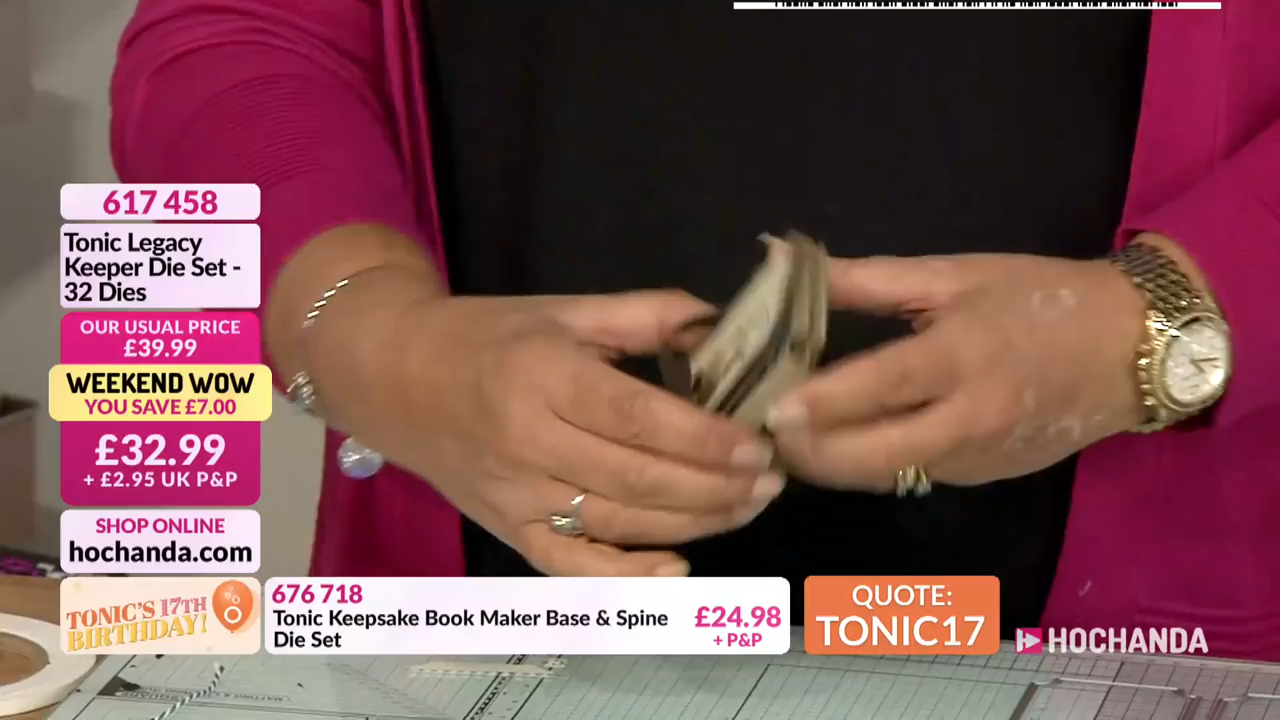 617 458
Tonic Legacy
Keeper Die Set -
32 Dies
OUR USUAL PRICE
£39.99
WEEKEND WOW
YOU SAVE £7.00
£32.99
+ £2.95 UK P&P
SHOP ONLINE
hochanda.com
TONIC'S 17TH
BIRTHDAY!
676 718
Tonic Keepsake Book Maker Base & Spine
Die Set
£24.98
+ P&P
QUOTE:
TONIC17
HOCHANDA